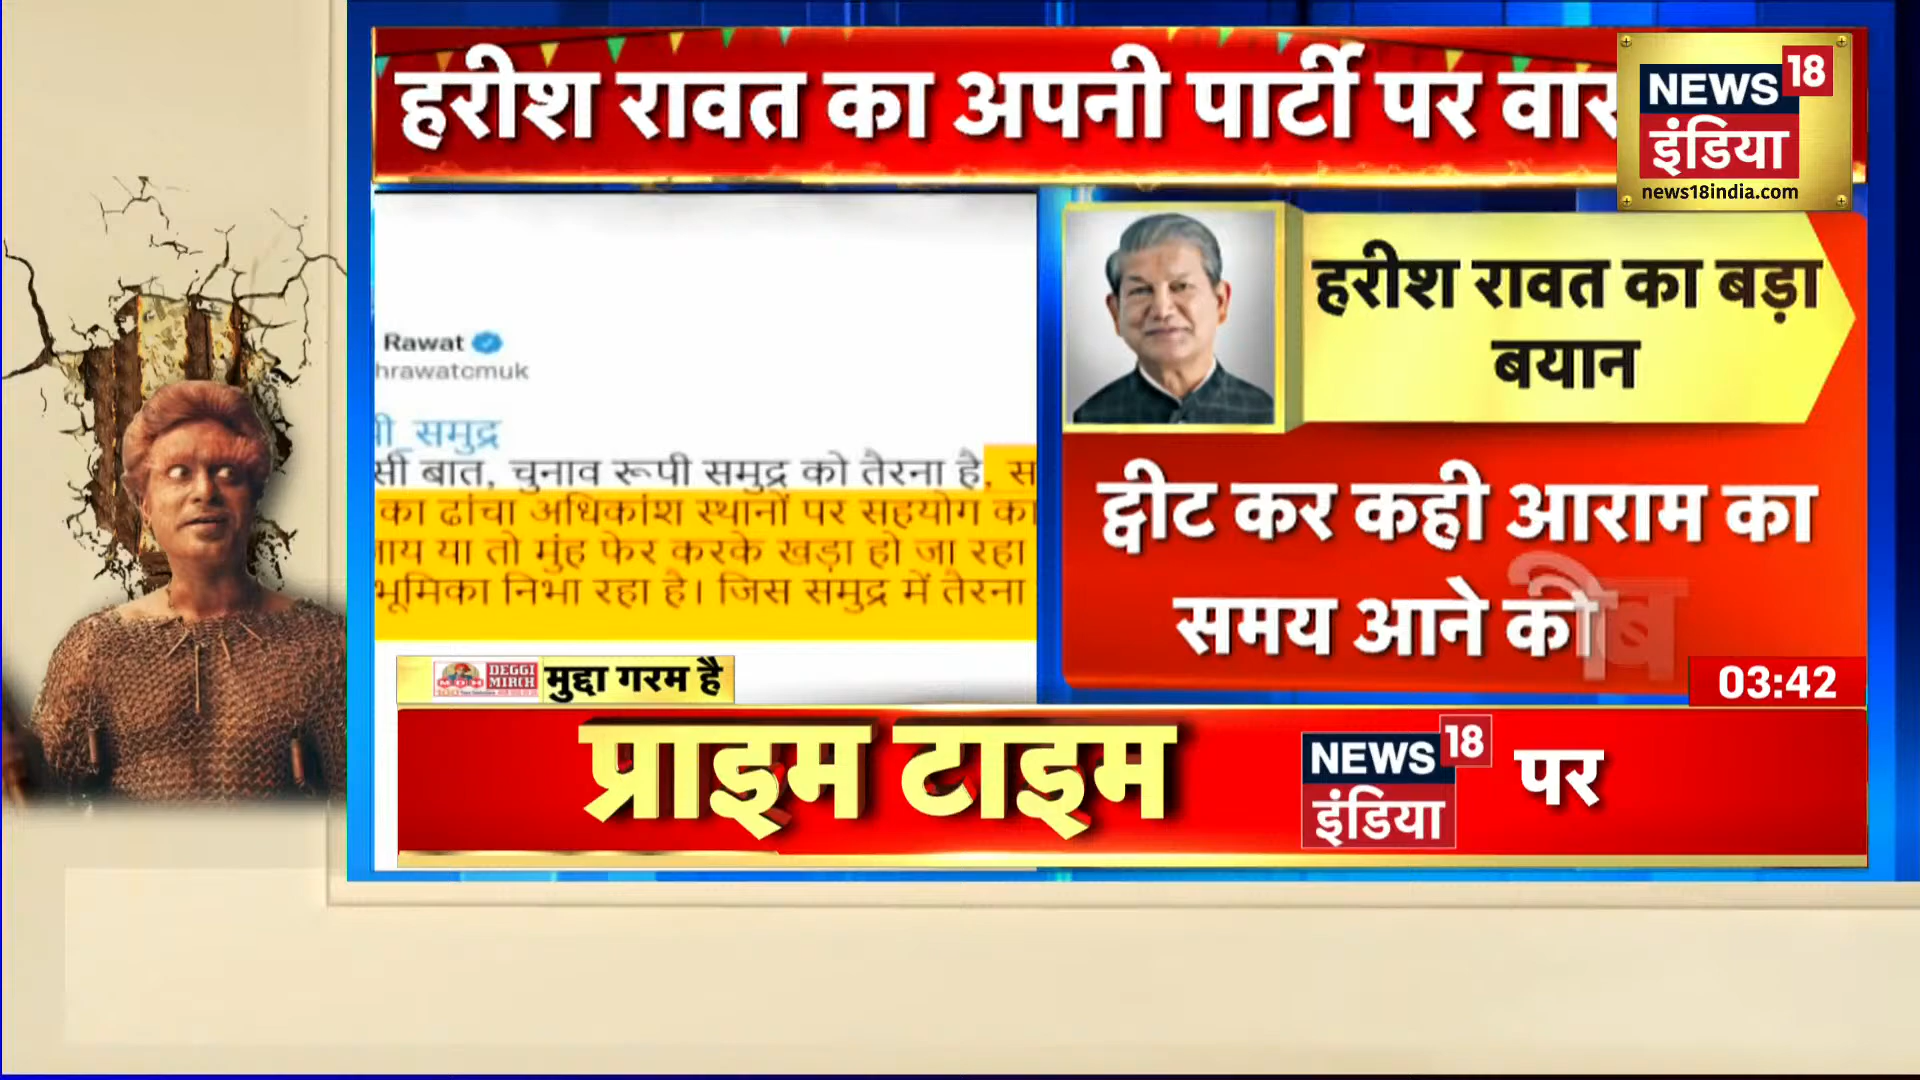 हरीश रावत का अपनी पार्टी पर वार
NEWS 18
इंडिया
news18india.com
Rawat
hrawatcmuk
समुद्र
बात, चुनाव रूपी समुद्र को तैरना है, स
का ढांचा अधिकांश स्थानों पर सहयोग का
या तो मुंह फेर करके खड़ा हो जा रहा
भूमिका निभा रहा है। जिस समुद्र में तैरना
हरीश रावत का बड़ा
बयान
ट्वीट कर कही आराम का
समय आने की
DEGGI
MIRCH
MDH
मुद्दा गरम है
03:42
प्राइम टाइम
NEWS 18
इंडिया
पर